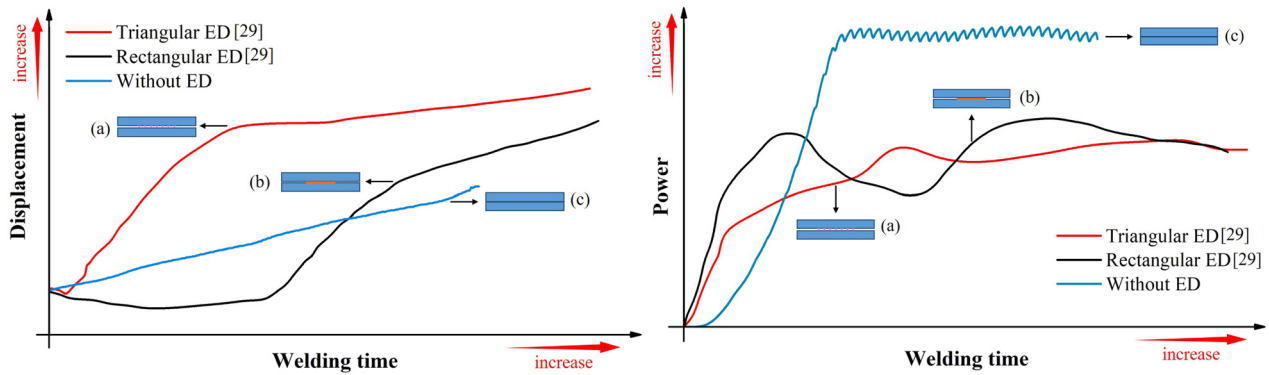 increase
Triangular ED[29]
Rectangular ED[29]
Without ED
(a)
(b)
(c)
Displacement
Welding time
increase
increase
(c)
(b)
(a)
Power
Triangular ED[29]
Rectangular ED[29]
Without ED
Welding time
increase